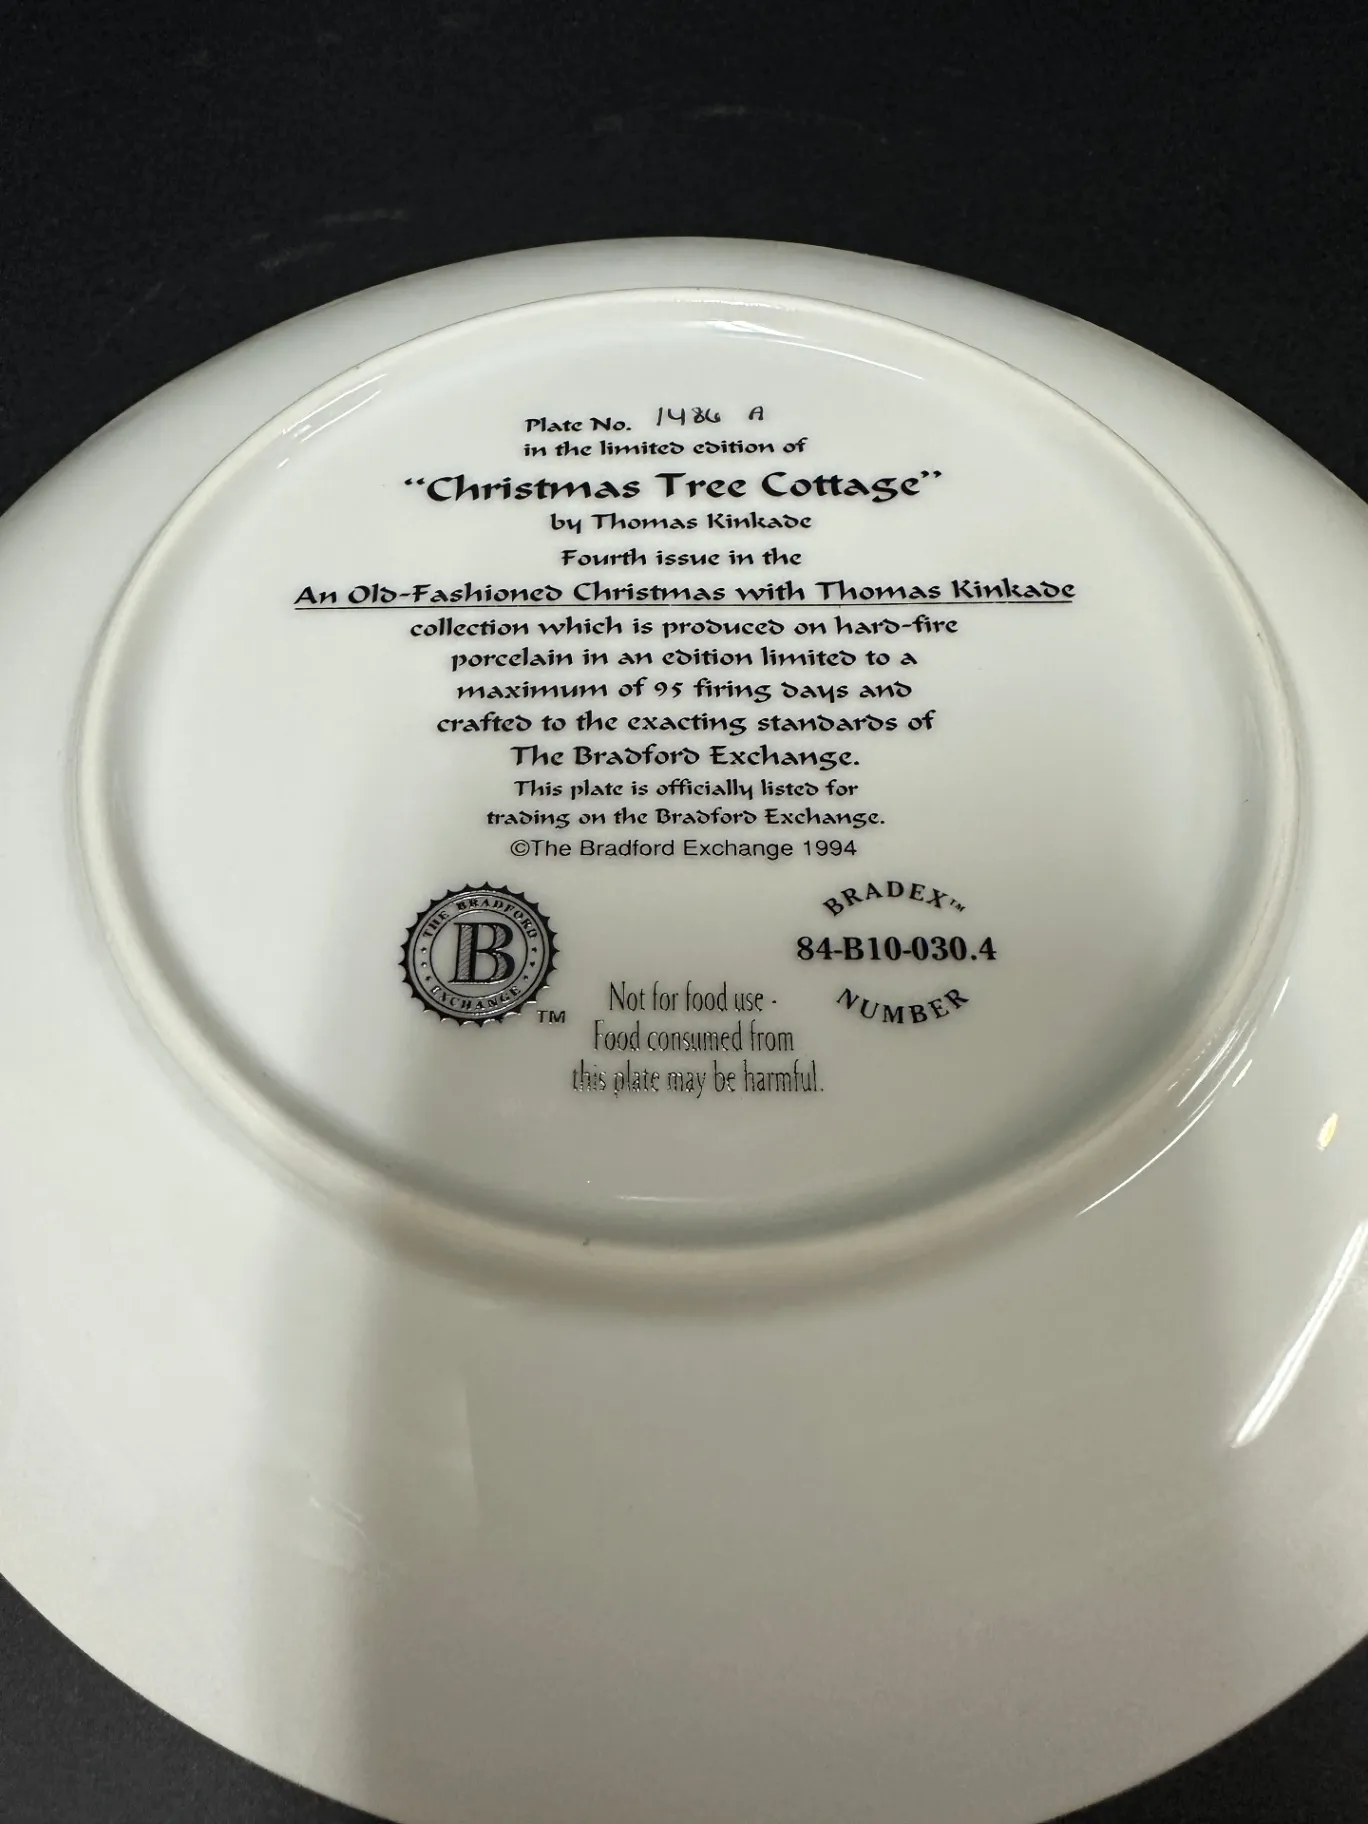 Plate No. 1486 A
in the limited edition of
“Christmas Tree Cottage”
by Thomas Kinkade
Fourth issue in the
An Old-Fashioned Christmas with Thomas Kinkade
collection which is produced on hard-fire
porcelain in an edition limited to a
maximum of 95 firing days and
crafted to the exacting standards of
The Bradford Exchange.
This plate is officially listed for
trading on the Bradford Exchange.
©The Bradford Exchange 1994
THE BRADFORD
B
EXCHANGE
TM
BRADEX™
84-B10-030.4
NUMBER
Not for food use -
Food consumed from
this plate may be harmful.